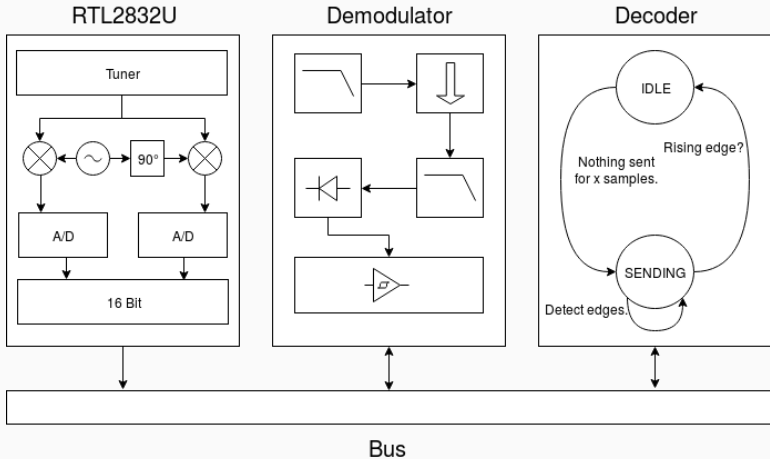 RTL2832U
Demodulator
Decoder
Tuner
90°
A/D
A/D
16 Bit
IDLE
Nothing sent
for x samples.
Rising edge?
SENDING
Detect edges.
Bus